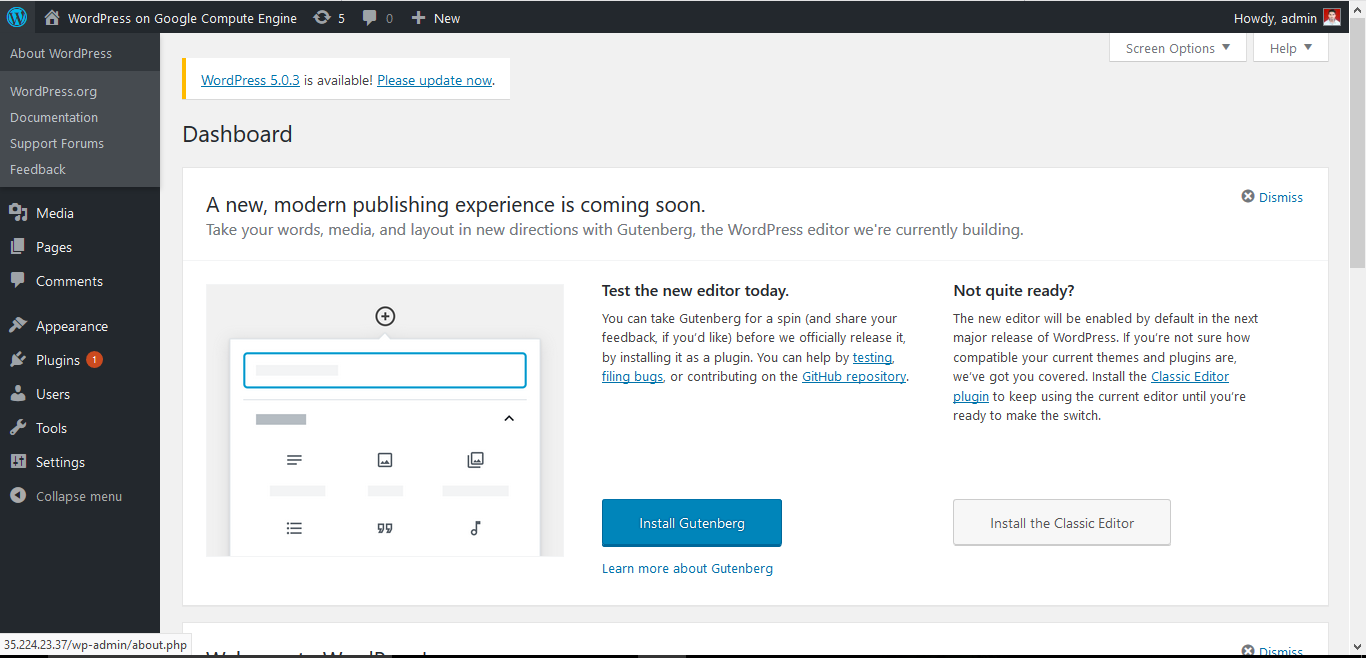 WordPress on Google Compute Engine 5 0 New Howdy, admin
About WordPress
WordPress.org
Documentation
Support Forums
Feedback
Media
Pages
Comments
Appearance
Plugins 1
Users
Tools
Settings
Collapse menu
Screen Options Help
WordPress 5.0.3 is available! Please update now.
Dashboard
Dismiss
A new, modern publishing experience is coming soon.
Take your words, media, and layout in new directions with Gutenberg, the WordPress editor we're currently building.
Test the new editor today.
You can take Gutenberg for a spin (and share your
feedback, if you'd like) before we officially release it,
by installing it as a plugin. You can help by testing,
filing bugs, or contributing on the GitHub repository.
Install Gutenberg
Learn more about Gutenberg
Not quite ready?
The new editor will be enabled by default in the next
major release of WordPress. If you're not sure how
compatible your current themes and plugins are,
we've got you covered. Install the Classic Editor
plugin to keep using the current editor until you're
ready to make the switch.
Install the Classic Editor
Dismiss
35.224.23.37/wp-admin/about.php